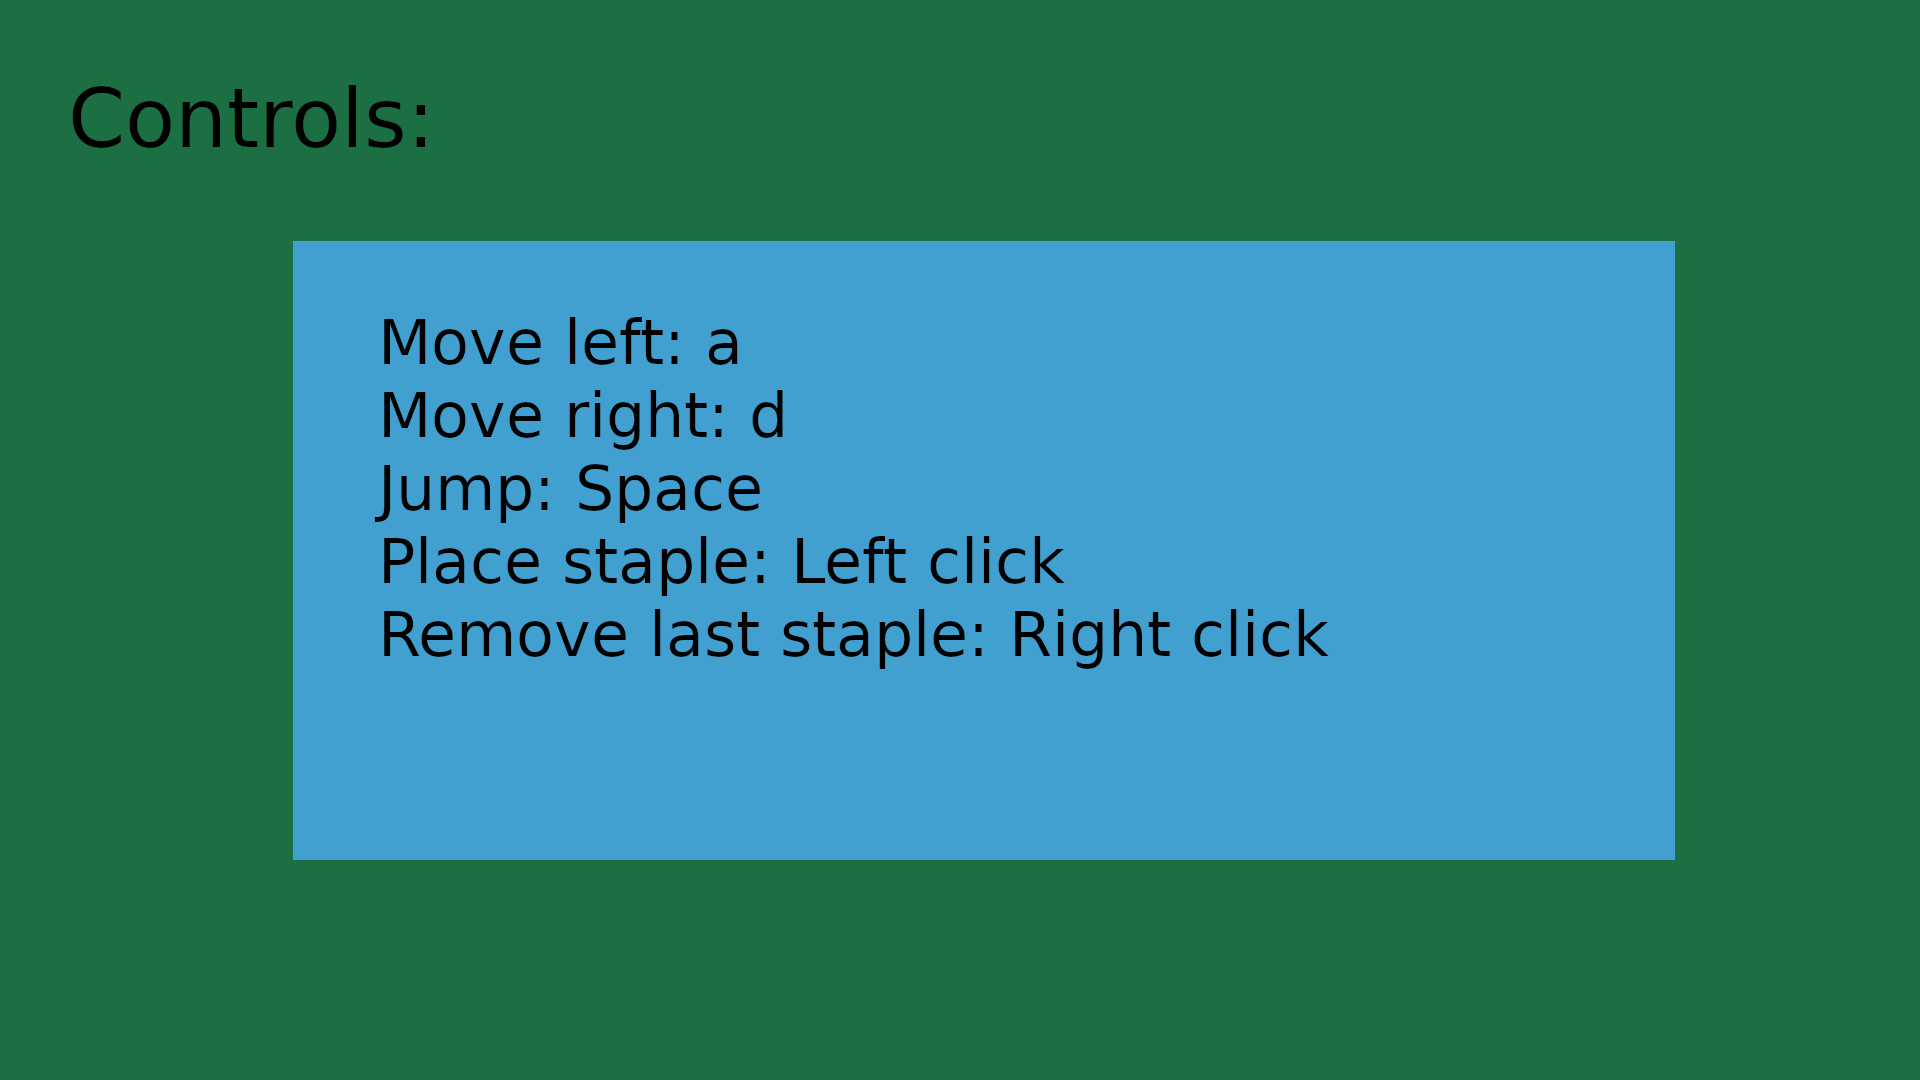 Controls:
Move left: a
Move right: d
Jump: Space
Place staple: Left click
Remove last staple: Right click